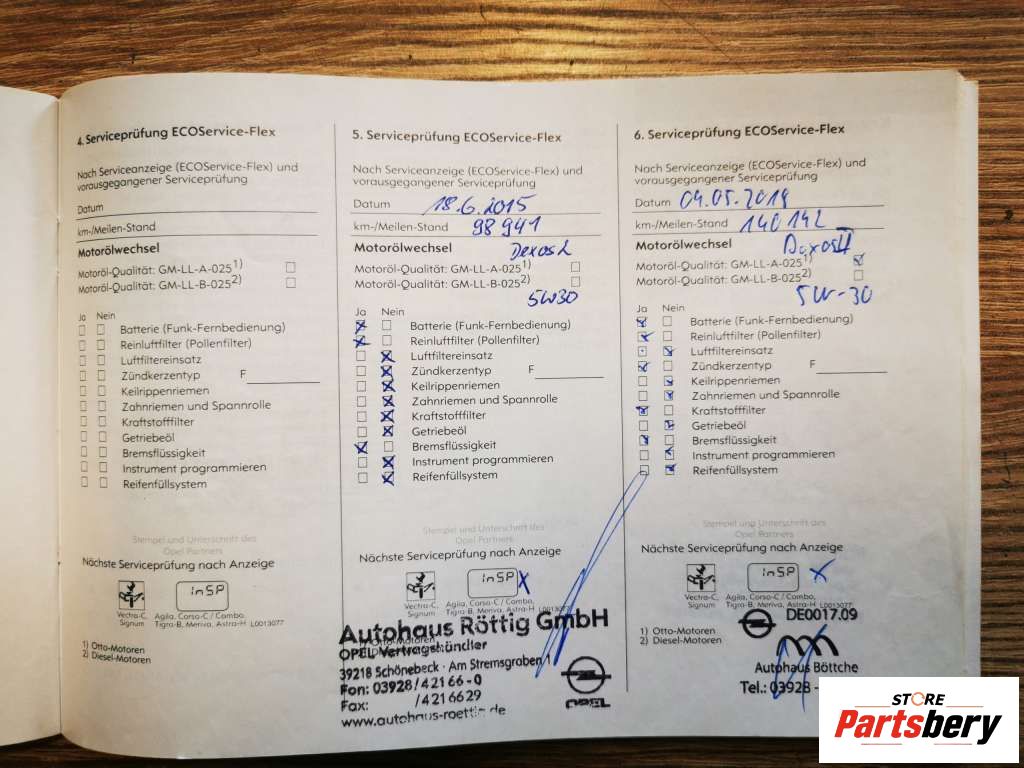 4. Serviceprüfung ECOService-Flex
Nach Serviceanzeige (ECOService-Flex) und
vorausgegangener Serviceprüfung
Datum
km-/Meilen-Stand
Motorölwechsel
Motoröl-Qualität: GM-LL-A-025 1)
Motoröl-Qualität: GM-LL-B-025 2)
Ja Nein
Batterie (Funk-Fernbedienung)
Reinluftfilter (Pollenfilter)
Luftfiltereinsatz
Zündkerzentyp F
Keilrippenriemen
Zahnriemen und Spannrolle
Kraftstofffilter
Getriebeöl
Bremsflüssigkeit
Instrument programmieren
Reifenfüllsystem
Stempel und Unterschrift des
Opel Partners
Nächste Serviceprüfung nach Anzeige
InSP
Vectra-C, Signum
Agila, Corsa-C / Combo,
Tigra-B, Meriva, Astra-H L0013077
1) Otto-Motoren
2) Diesel-Motoren
5. Serviceprüfung ECOService-Flex
Nach Serviceanzeige (ECOService-Flex) und
vorausgegangener Serviceprüfung
Datum 18.6.2015
km-/Meilen-Stand 98941
Motorölwechsel Dexos 2
Motoröl-Qualität: GM-LL-A-025 1)
Motoröl-Qualität: GM-LL-B-025 2)
5W30
Ja Nein
Batterie (Funk-Fernbedienung)
Reinluftfilter (Pollenfilter)
Luftfiltereinsatz
Zündkerzentyp F
Keilrippenriemen
Zahnriemen und Spannrolle
Kraftstofffilter
Getriebeöl
Bremsflüssigkeit
Instrument programmieren
Reifenfüllsystem
Stempel und Unterschrift des
Opel Partners
Nächste Serviceprüfung nach Anzeige
InSP X
Vectra-C, Signum
Agila, Corsa-C / Combo,
Tigra-B, Meriva, Astra-H L0013077
Autohaus Röttig GmbH
OPEL Vertragshändler
39218 Schönebeck · Am Stremsgraben 1
Fon: 03928/42166-0
Fax: /4216629
www.autohaus-roettig.de
OPEL
6. Serviceprüfung ECOService-Flex
Nach Serviceanzeige (ECOService-Flex) und
vorausgegangener Serviceprüfung
Datum
km-/Meilen-Stand 140142
Motorölwechsel Dexos II
Motoröl-Qualität: GM-LL-A-025 1)
Motoröl-Qualität: GM-LL-B-025 2)
5W-30
Ja Nein
Batterie (Funk-Fernbedienung)
Reinluftfilter (Pollenfilter)
Luftfiltereinsatz
Zündkerzentyp F
Keilrippenriemen
Zahnriemen und Spannrolle
Kraftstofffilter
Getriebeöl
Bremsflüssigkeit
Instrument programmieren
Reifenfüllsystem
Stempel und Unterschrift des
Opel Partners
Nächste Serviceprüfung nach Anzeige
InSP X
Vectra-C, Signum
Agila, Corsa-C / Combo,
Tigra-B, Meriva, Astra-H L0013077
DE0017.09
1) Otto-Motoren
2) Diesel-Motoren
Autohaus Böttche
Tel.: 03928 -
STORE
Partsbery